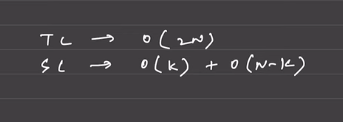 TC → O(2N)
SC → O(K) + O(N-K)